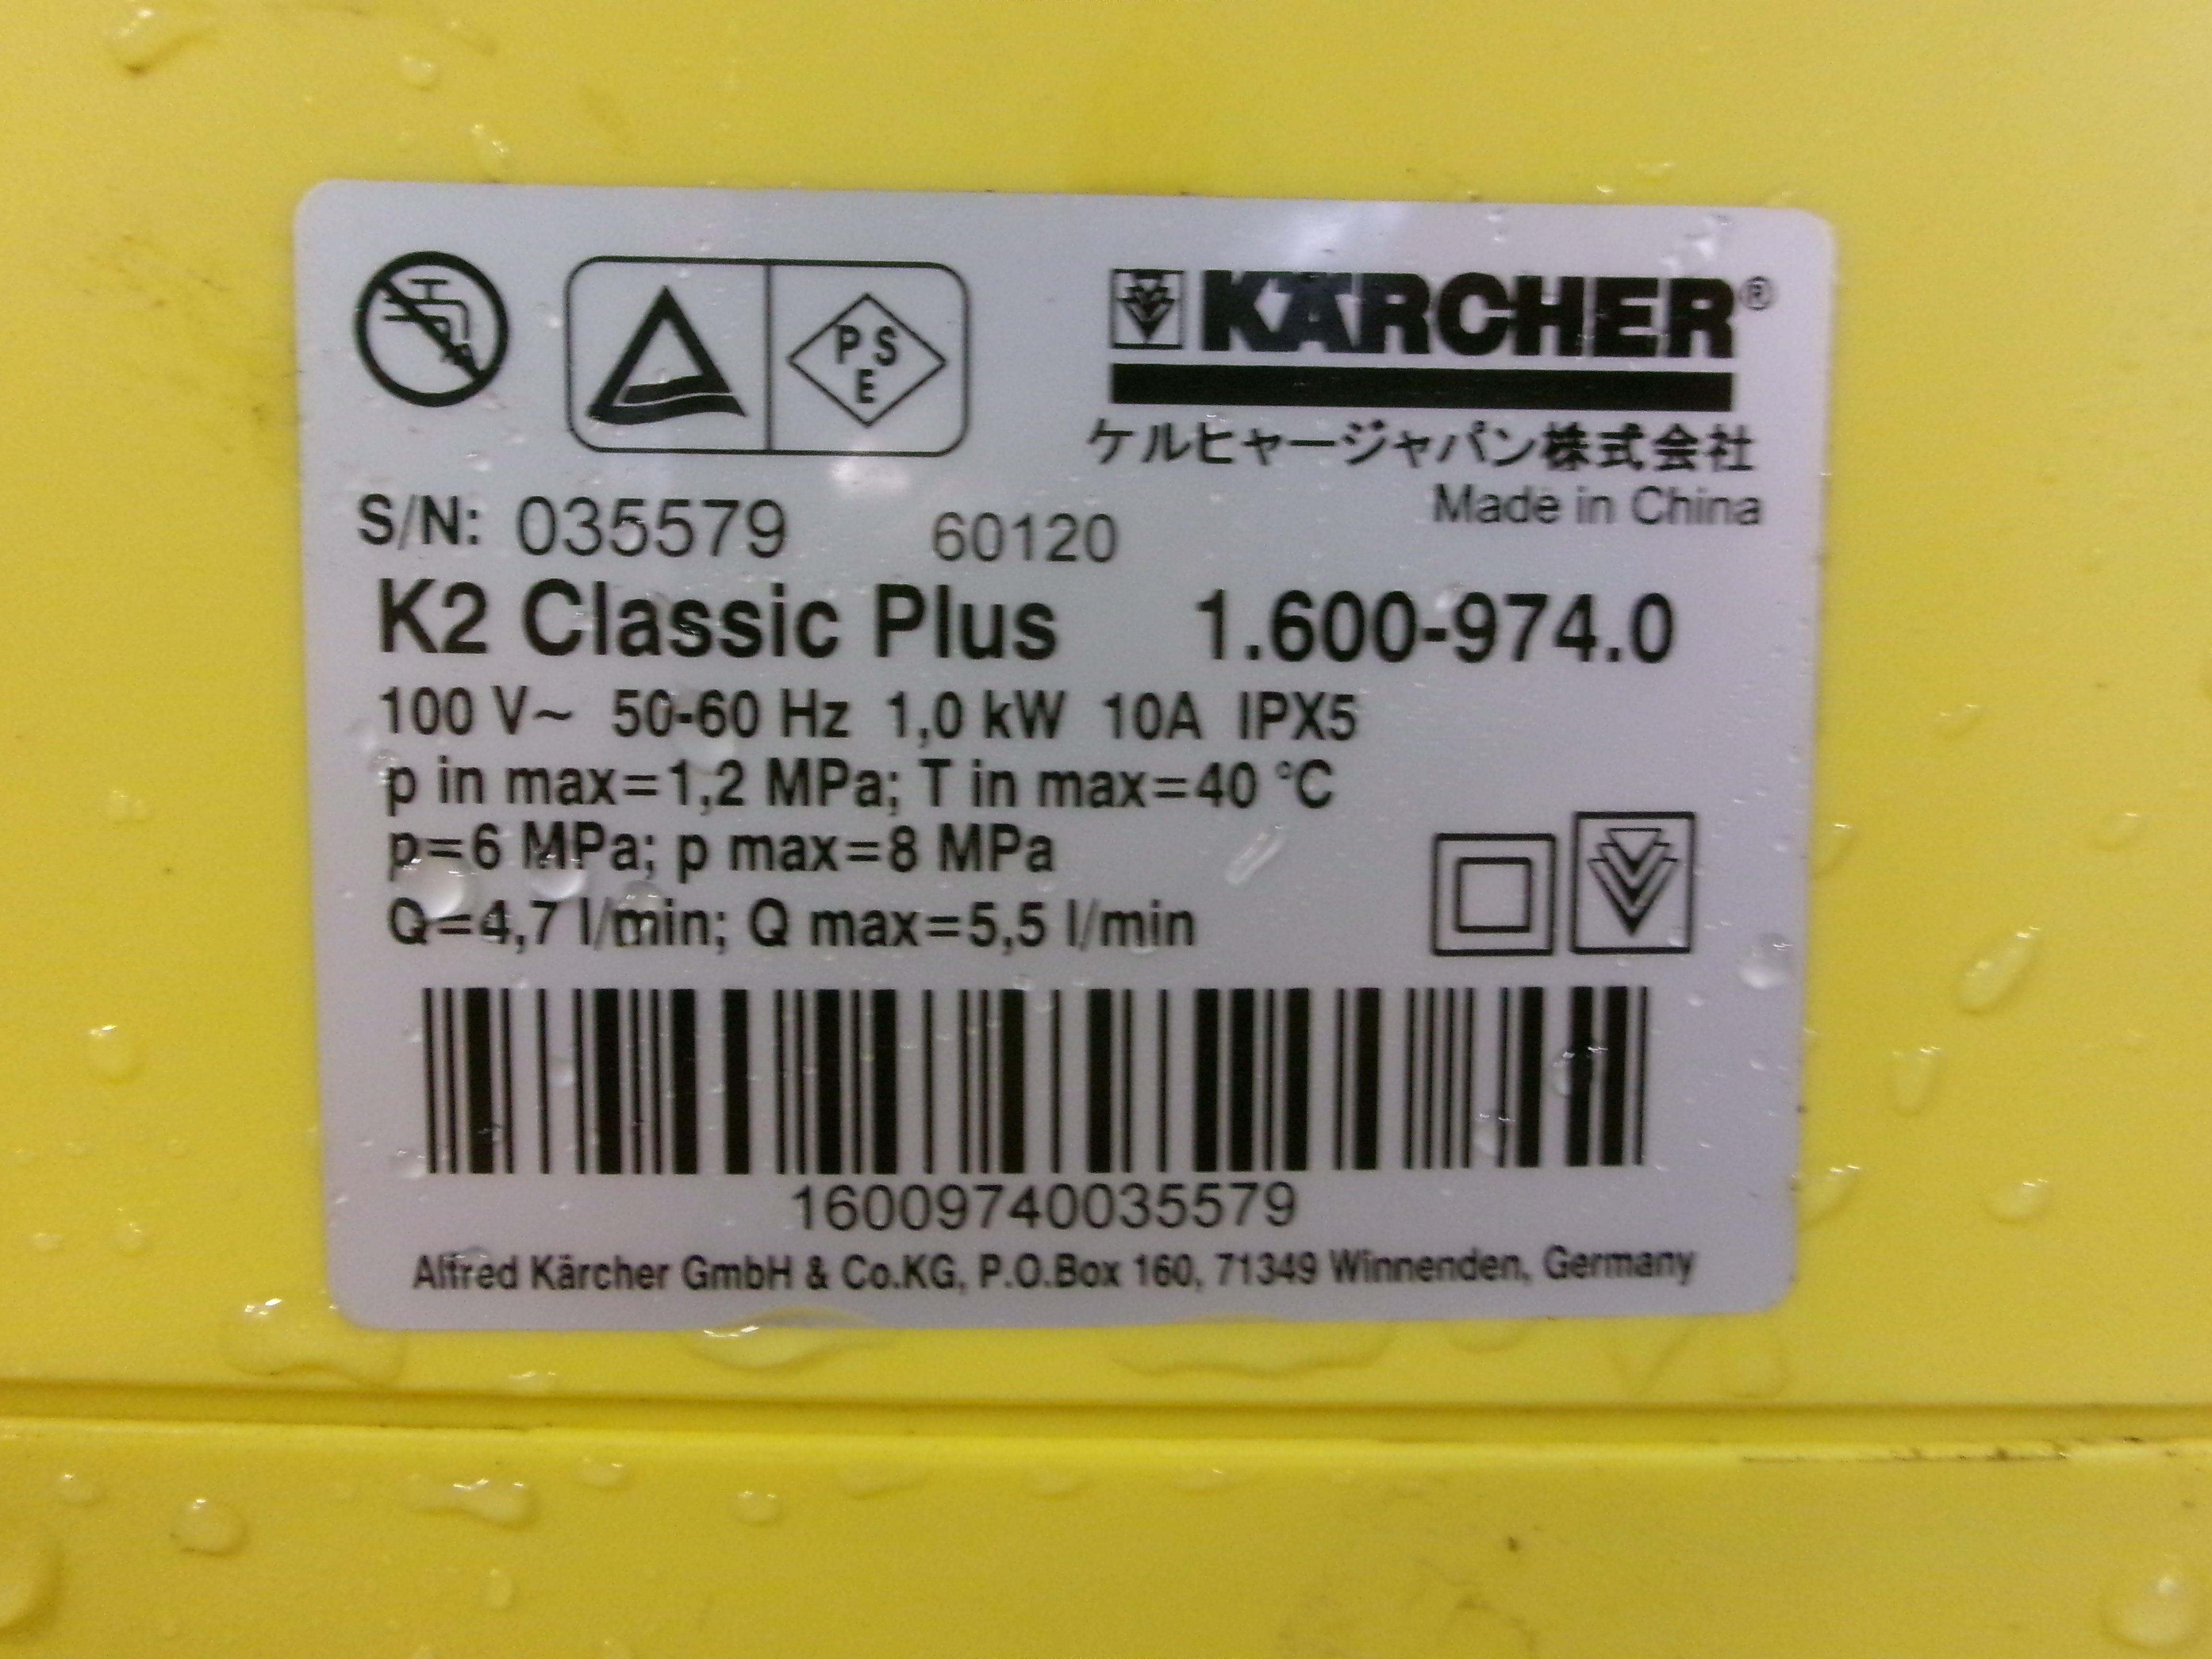 PS
E
KÄRCHER®
ケルヒャージャパン株式会社
Made in China
S/N: 035579 60120
K2 Classic Plus 1.600-974.0
100 V~ 50-60 Hz 1,0 kW 10A IPX5
p in max=1,2 MPa; T in max=40 °C
p=6 MPa; p max=8 MPa
Q=4,7 l/min; Q max=5,5 l/min
16009740035579
Alfred Kärcher GmbH & Co.KG, P.O.Box 160, 71349 Winnenden, Germany